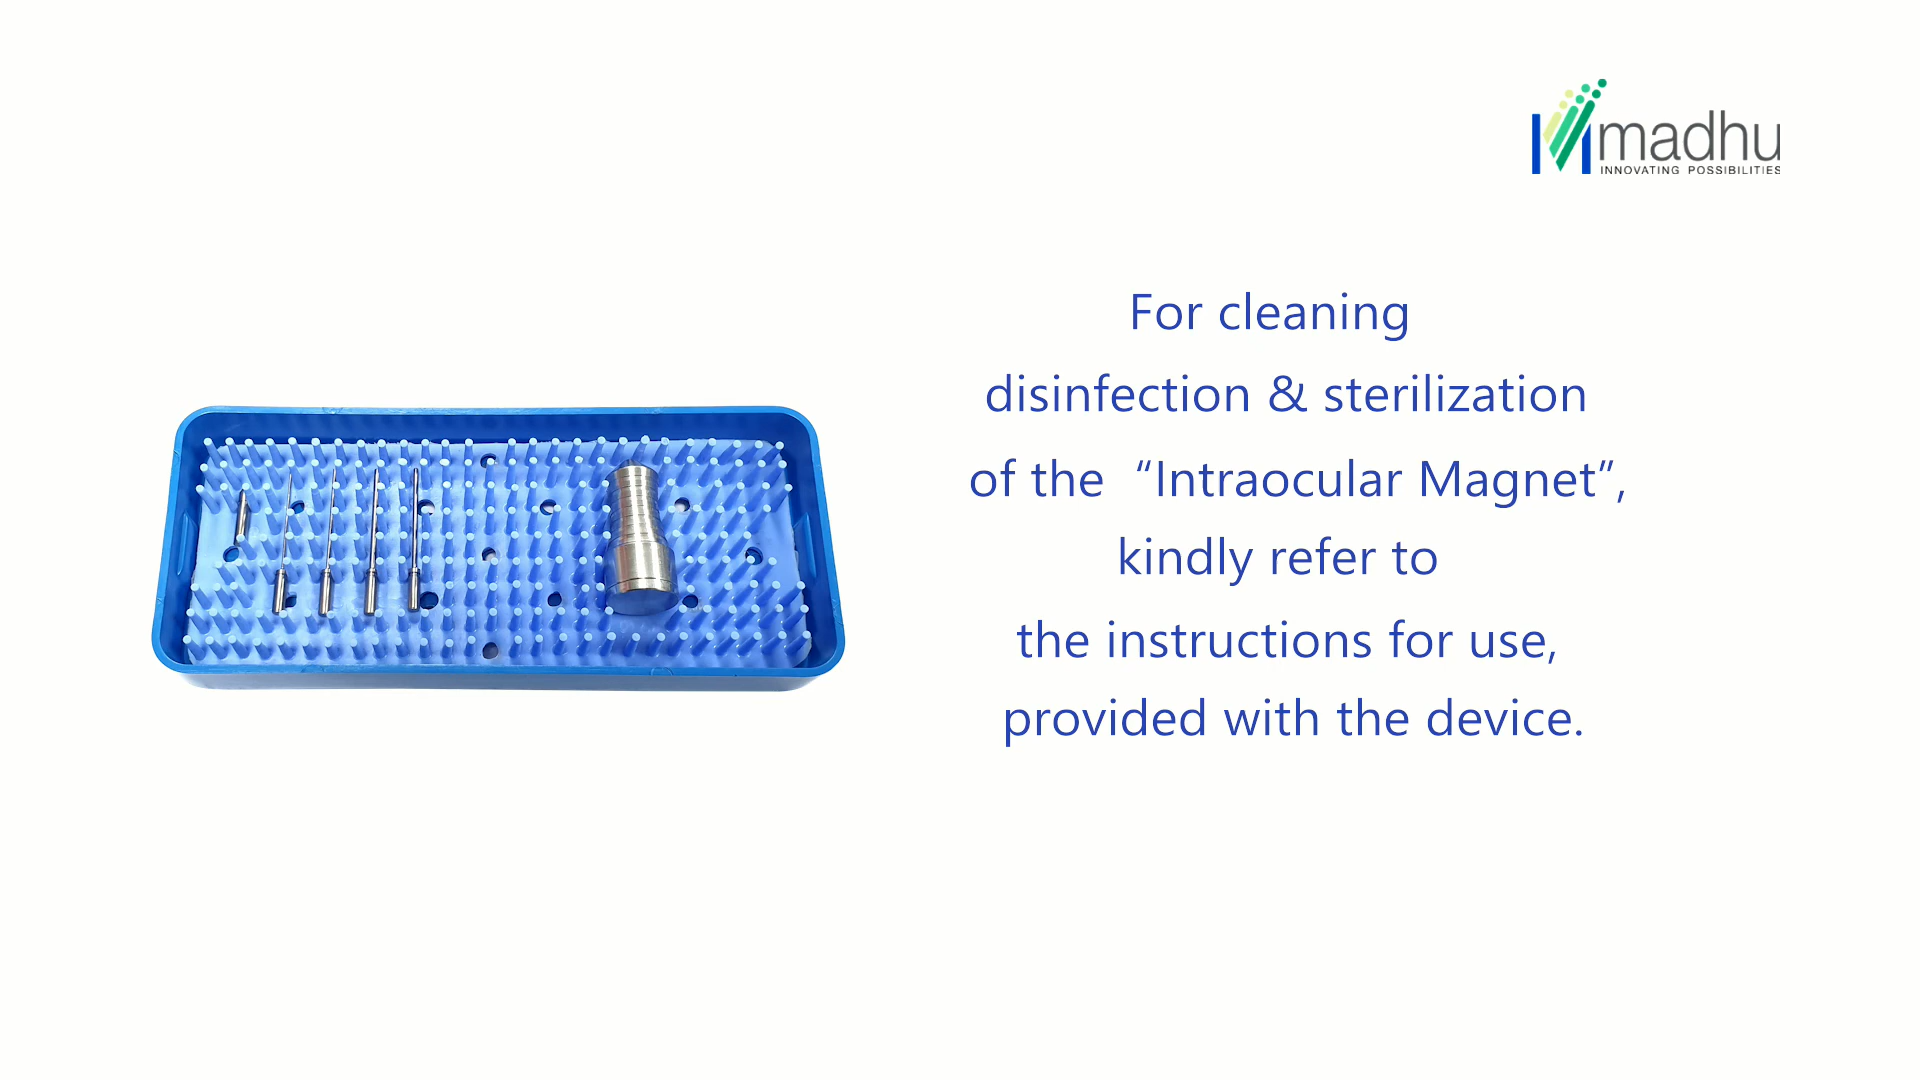 madhu
INNOVATING POSSIBILITIES
For cleaning
disinfection & sterilization
of the “Intraocular Magnet”,
kindly refer to
the instructions for use,
provided with the device.